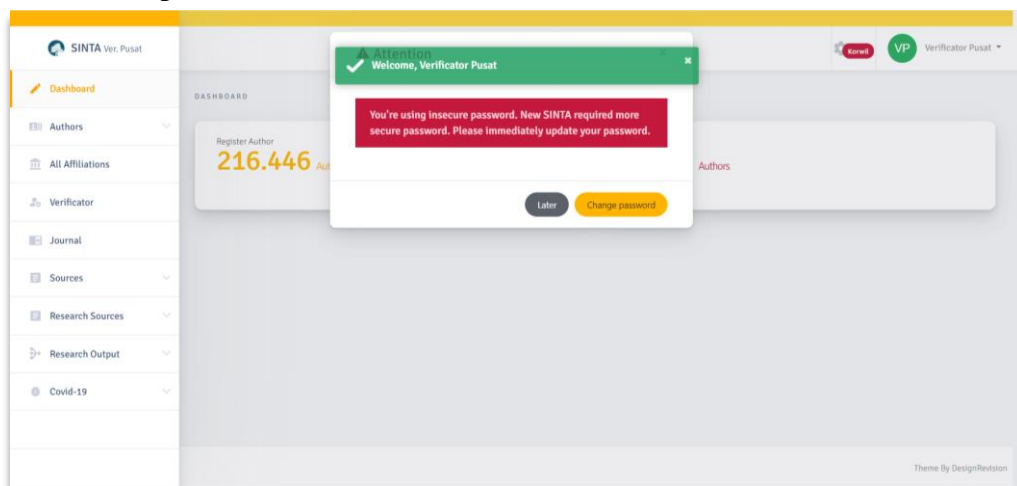 SINTA Ver. Pusat
Attention
Welcome, Verificator Pusat
Korwil
VP
Verificator Pusat
Dashboard
Authors
All Affiliations
Verificator
Journal
Sources
Research Sources
Research Output
Covid-19
DASHBOARD
Register Author
216.446
Authors
You're using insecure password. New SINTA required more
secure password. Please immediately update your password.
Later
Change password
Theme By DesignRevision